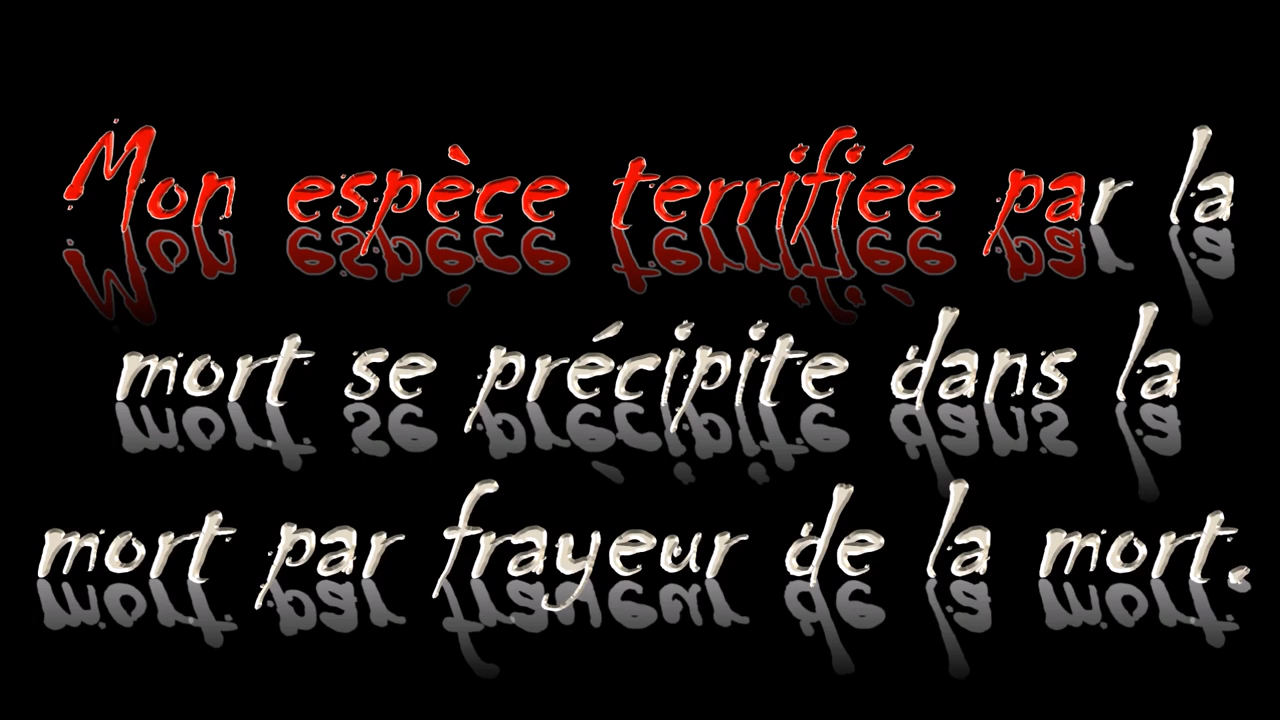 Mon espèce terrifiée par la
mort se précipite dans la
mort par frayeur de la mort.